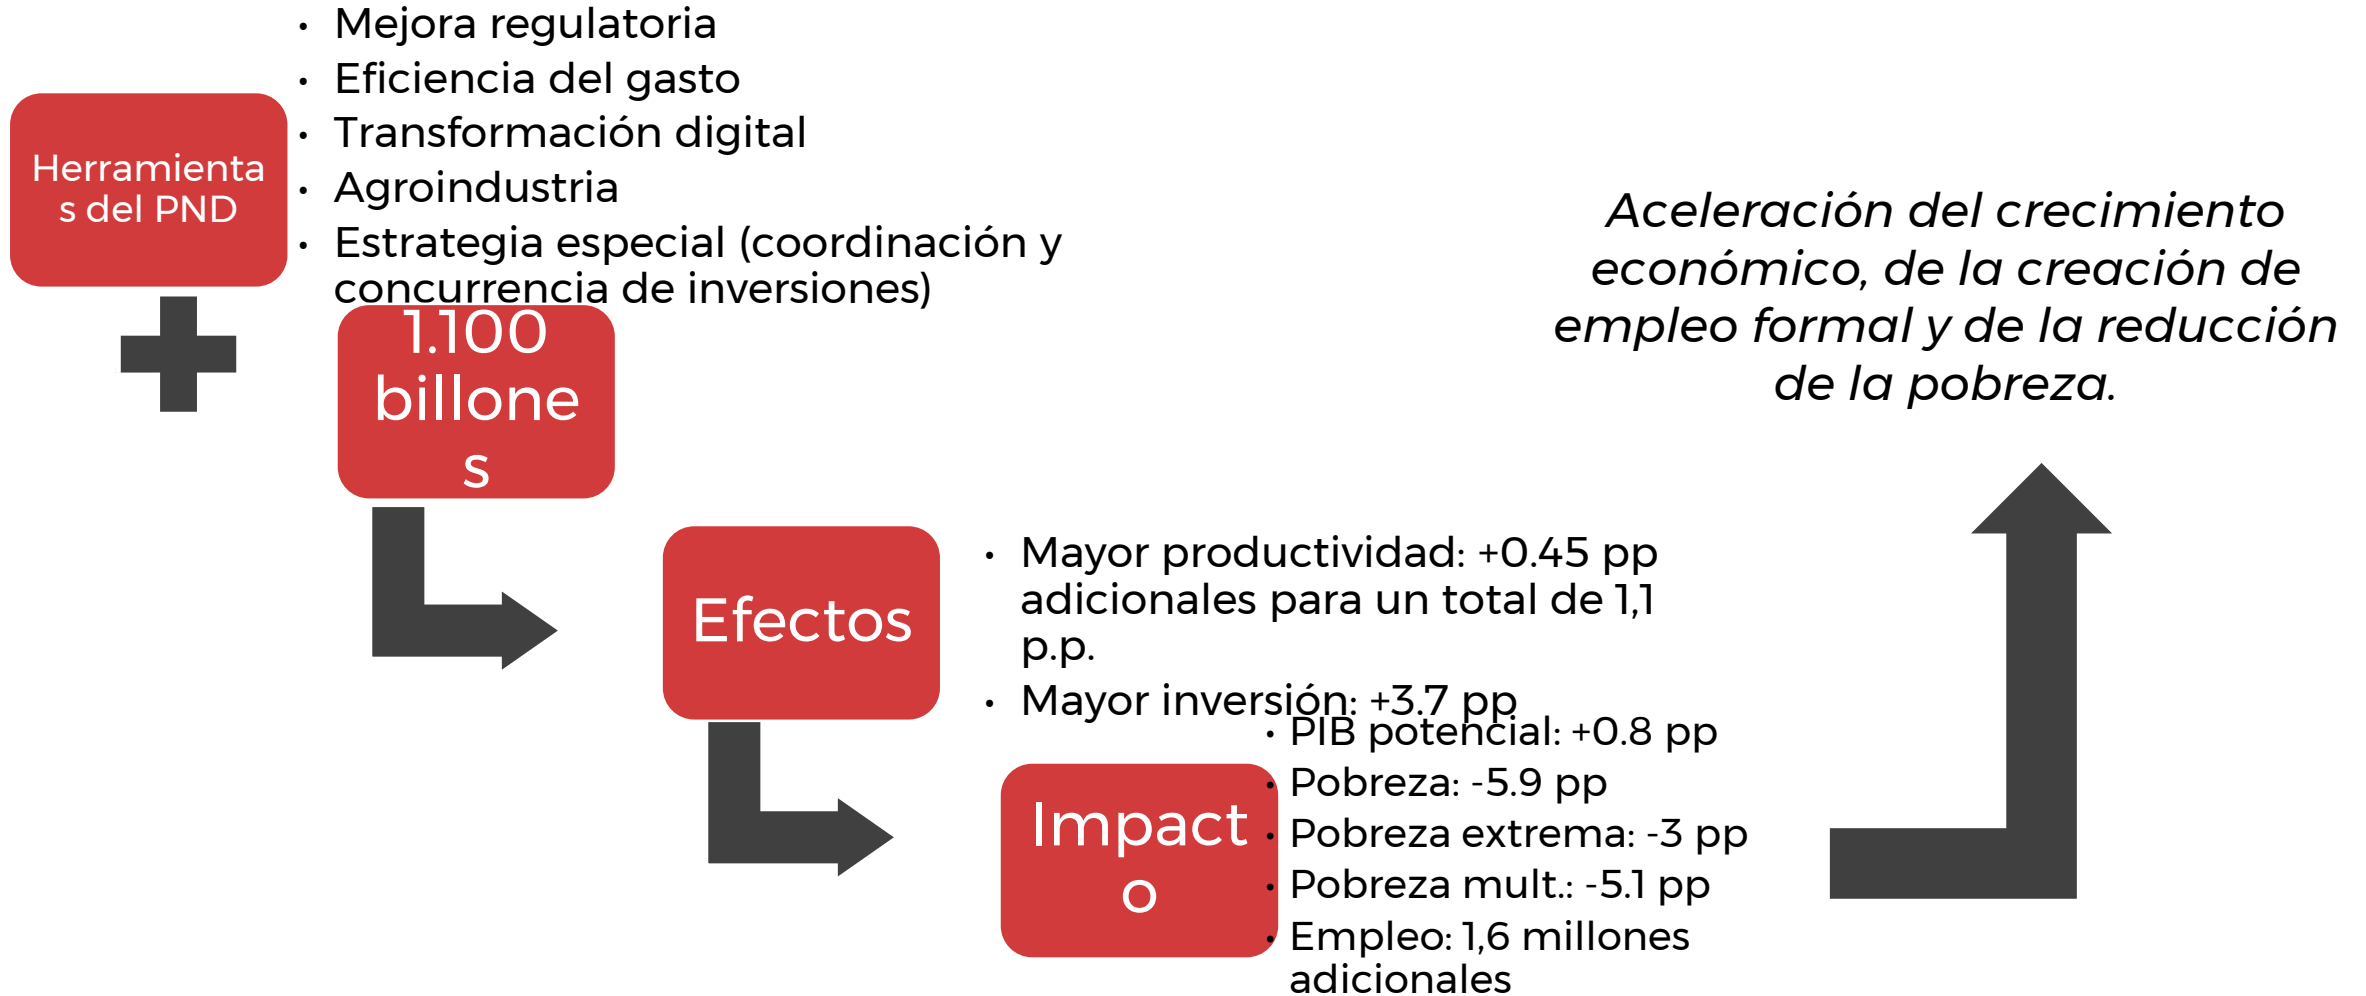 • Mejora regulatoria
• Eficiencia del gasto
• Transformación digital
• Agroindustria
• Estrategia especial (coordinación y
concurrencia de inversiones)
Herramienta
s del PND
1.100
billone
s
Efectos
• Mayor productividad: +0.45 pp
adicionales para un total de 1,1
p.p.
• Mayor inversión: +3.7 pp
Impact
o
• PIB potencial: +0.8 pp
• Pobreza: -5.9 pp
• Pobreza extrema: -3 pp
• Pobreza mult.: -5.1 pp
• Empleo: 1,6 millones
adicionales
Aceleración del crecimiento
económico, de la creación de
empleo formal y de la reducción
de la pobreza.